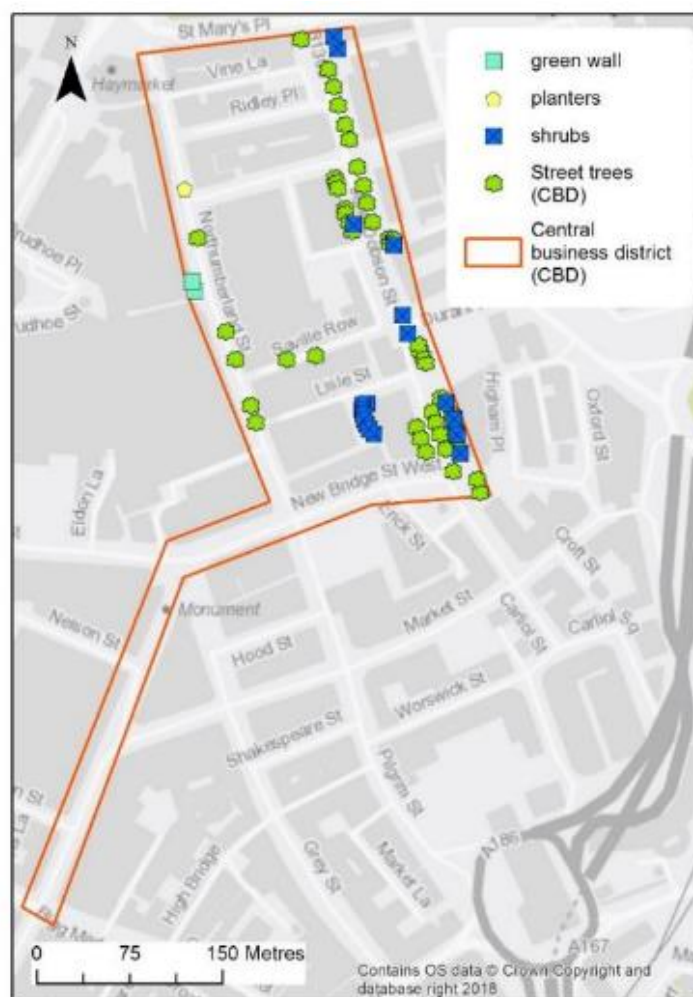 St Mary's Pl
N
Haymarket
Vine La
Ridley Pl
green wall
planters
shrubs
Street trees
(CBD)
Central
business district
(CBD)
Northumberland St
Dobson St
Saville Row
Lisle St
Higham Pl
Oxford St
New Bridge St West
Eldon La
Erick St
Croft St
Monument
Nelson St
Hood St
Market St
Carliol St
Carliol Sq
Worswick St
Shakespeare St
Pilgrim St
Grey St
High Bridge
Market La
A186
A167
0 75 150 Metres
Contains OS data © Crown Copyright and
database right 2018